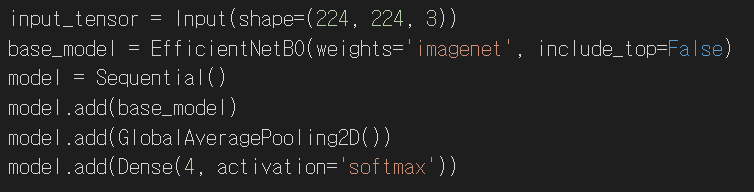 input_tensor = Input(shape=(224, 224, 3))
base_model = EfficientNetB0(weights='imagenet', include_top=False)
model = Sequential()
model.add(base_model)
model.add(GlobalAveragePooling2D())
model.add(Dense(4, activation='softmax'))